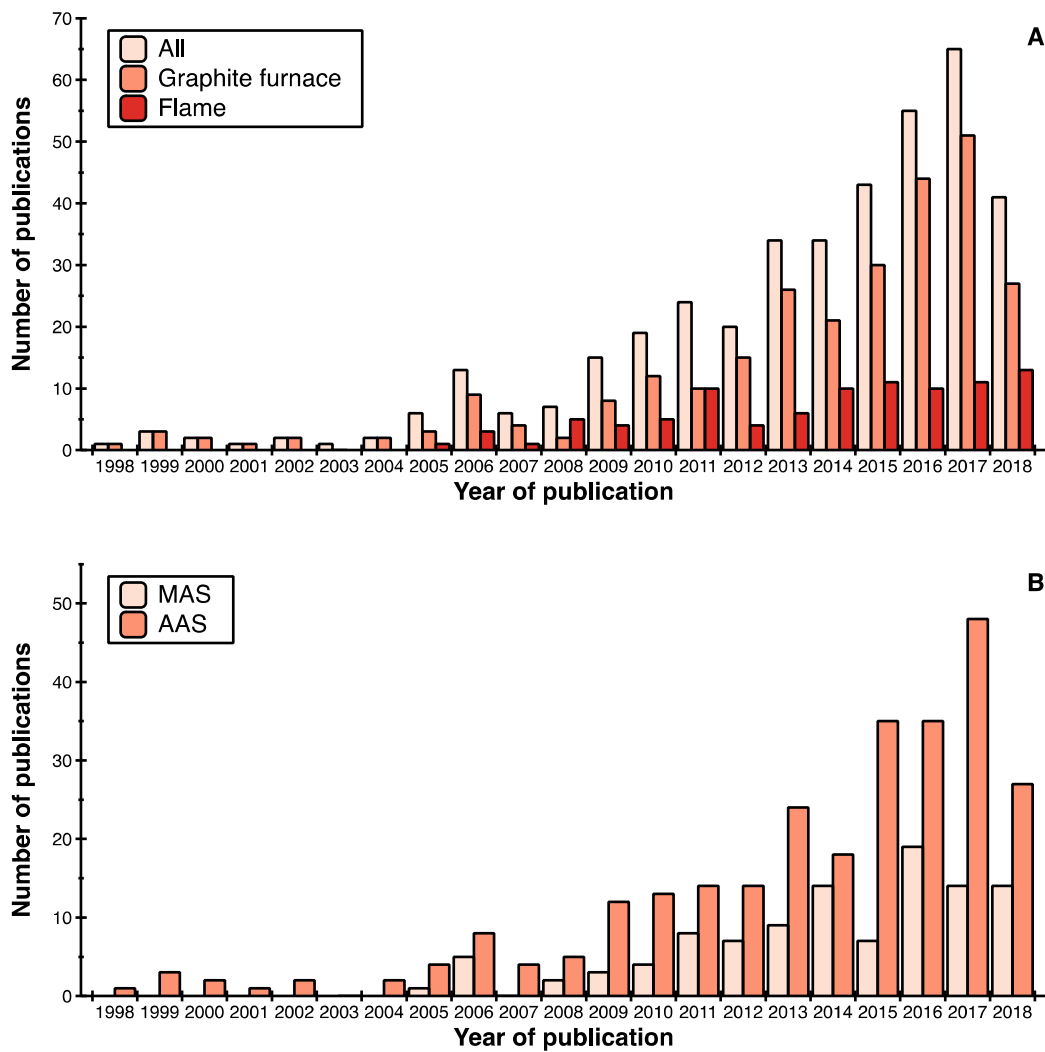 A
All
Graphite furnace
Flame
Number of publications
70
60
50
40
30
20
10
0
1998 1999 2000 2001 2002 2003 2004 2005 2006 2007 2008 2009 2010 2011 2012 2013 2014 2015 2016 2017 2018
Year of publication
B
MAS
AAS
Number of publications
50
40
30
20
10
0
1998 1999 2000 2001 2002 2003 2004 2005 2006 2007 2008 2009 2010 2011 2012 2013 2014 2015 2016 2017 2018
Year of publication